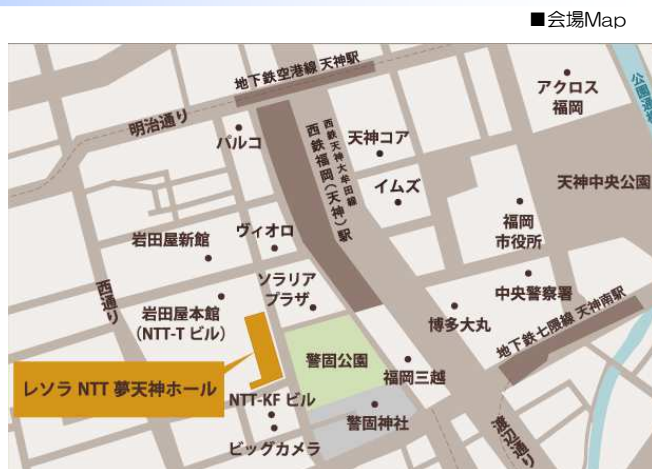 ■会場Map
地下鉄空港線 天神駅
アクロス
福岡
明治通り
パルコ
西鉄天神大牟田線
西鉄福岡(天神)駅
天神コア
イムズ
天神中央公園
福岡
市役所
岩田屋新館
ヴィオロ
ソラリア
プラザ
中央警察署
西通り
岩田屋本館
(NTT-T ビル)
博多大丸
地下鉄七隈線 天神南駅
レソラ NTT 夢天神ホール
警固公園
福岡三越
NTT-KF ビル
警固神社
渡辺通り
ビッグカメラ